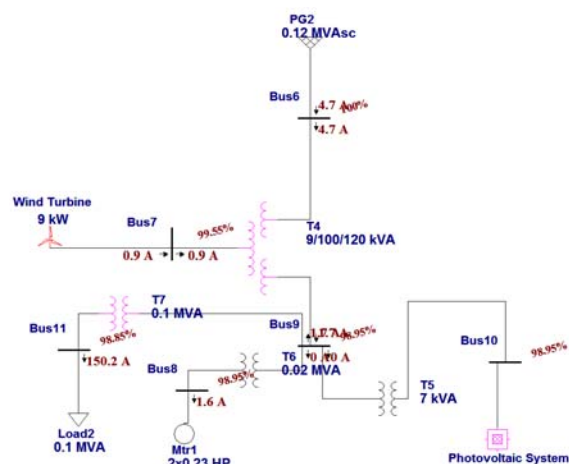 PG2
0.12 MVAsc
Bus6
4.7 A
100%
4.7 A
Wind Turbine
9 kW
Bus7
99.55%
T4
9/100/120 kVA
0.9 A
0.9 A
T7
0.1 MVA
Bus9
98.95%
Bus11
98.85%
150.2 A
Bus8
98.95%
T6
0.02 MVA
Bus10
98.95%
1.6 A
T5
7 kVA
Load2
0.1 MVA
Mtr1
2x0.23 HP
Photovoltaic System